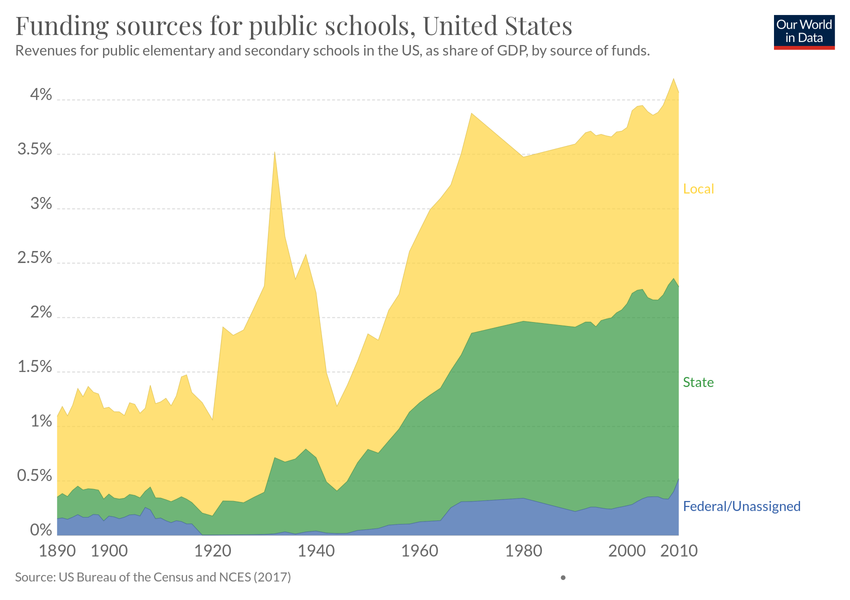 Funding sources for public schools, United States
Our World
in Data
Revenues for public elementary and secondary schools in the US, as share of GDP, by source of funds.
4%
3.5%
3%
2.5%
2%
1.5%
1%
0.5%
0%
Local
State
Federal/Unassigned
1890 1900 1920 1940 1960 1980 2000 2010
Source: US Bureau of the Census and NCES (2017)